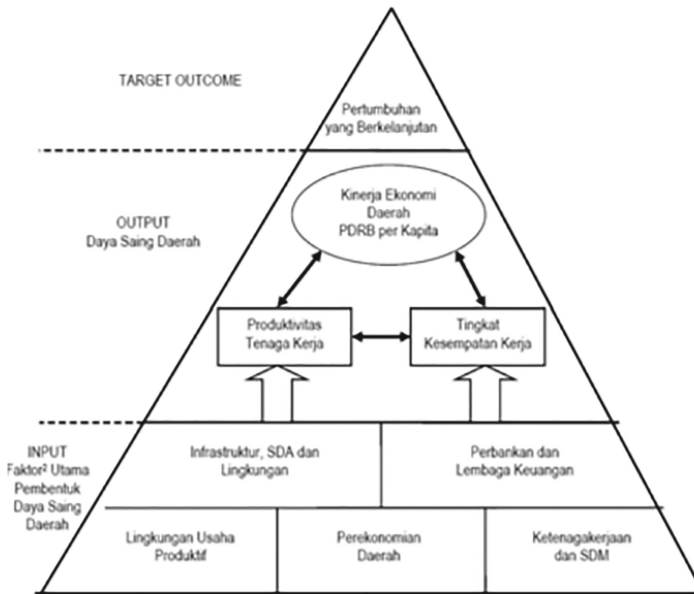 TARGET OUTCOME
Pertumbuhan
yang Berkelanjutan
OUTPUT
Daya Saing Daerah
Kinerja Ekonomi
Daerah
PDRB per Kapita
Produktivitas
Tenaga Kerja
Tingkat
Kesempatan Kerja
INPUT
Faktor² Utama
Pembentuk
Daya Saing
Daerah
Infrastruktur, SDA dan
Lingkungan
Perbankan dan
Lembaga Keuangan
Lingkungan Usaha
Produktif
Perekonomian
Daerah
Ketenagakerjaan
dan SDM